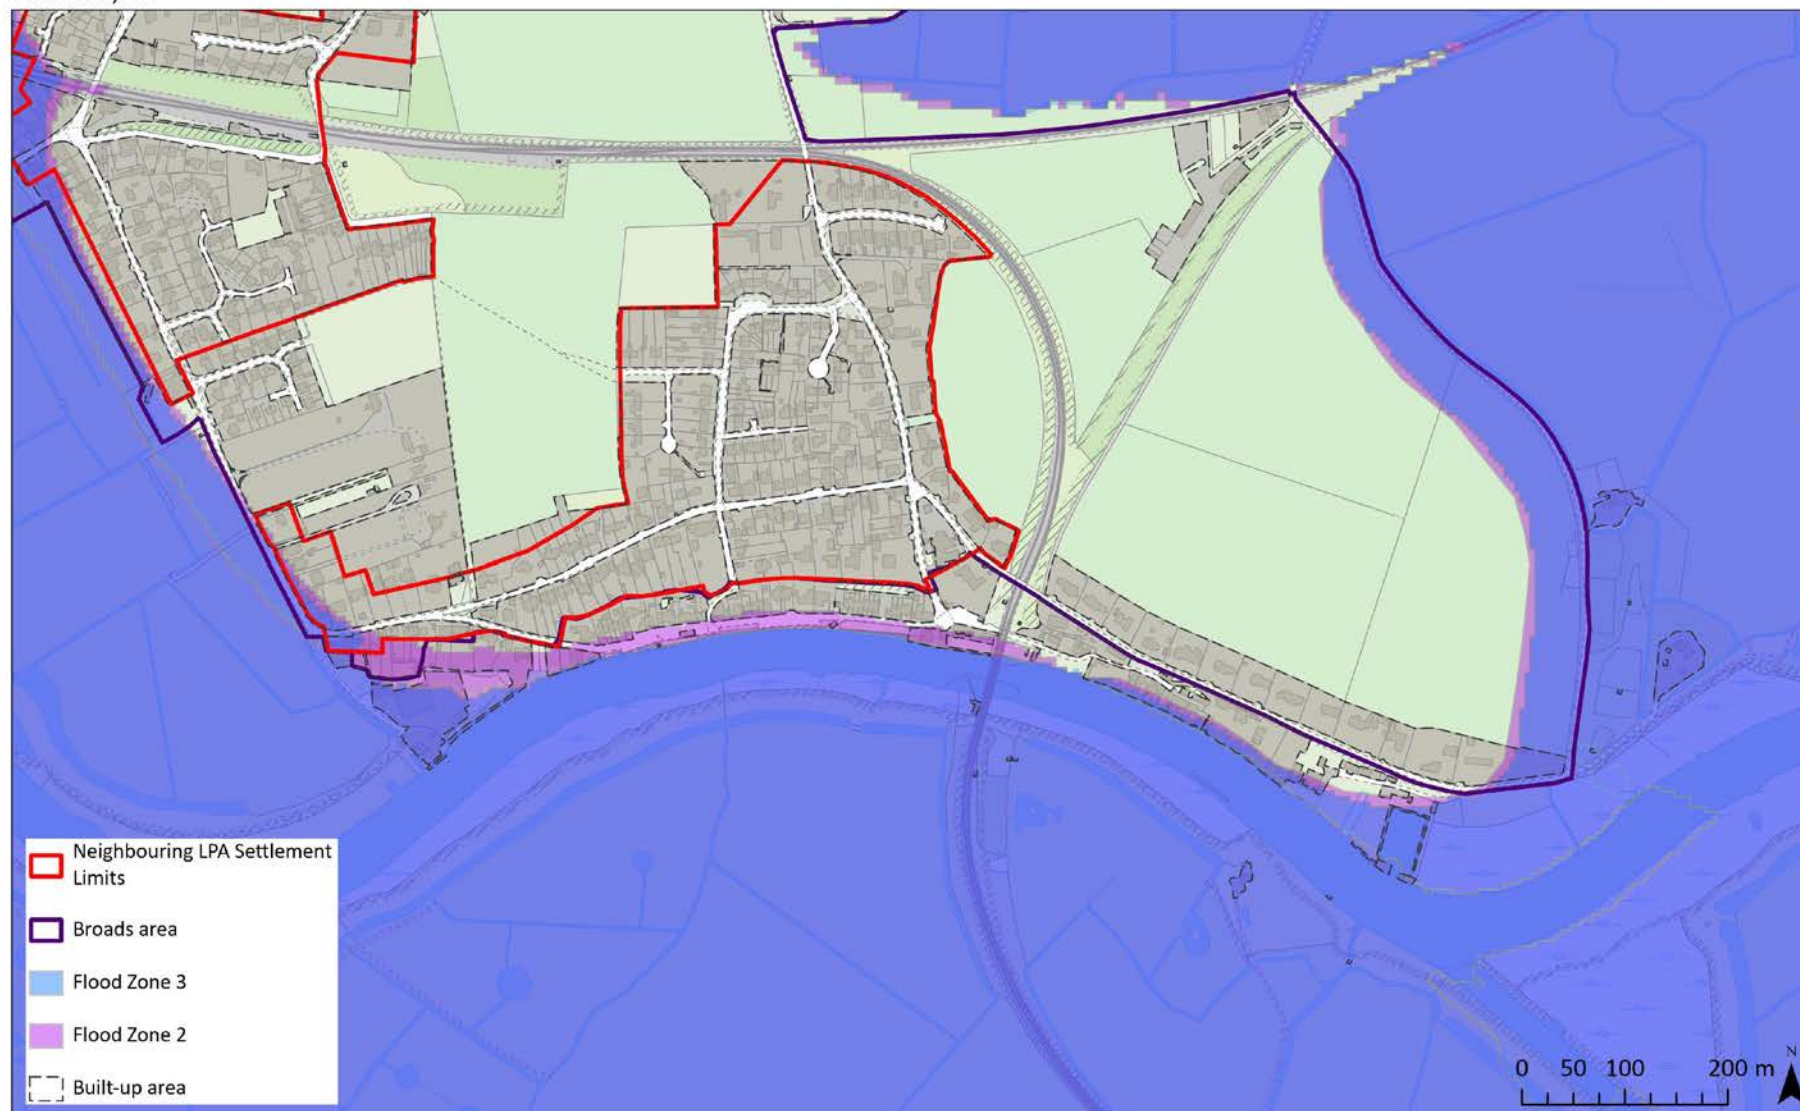 Neighbouring LPA Settlement
Limits
Broads area
Flood Zone 3
Flood Zone 2
Built-up area
0 50 100 200 m
N